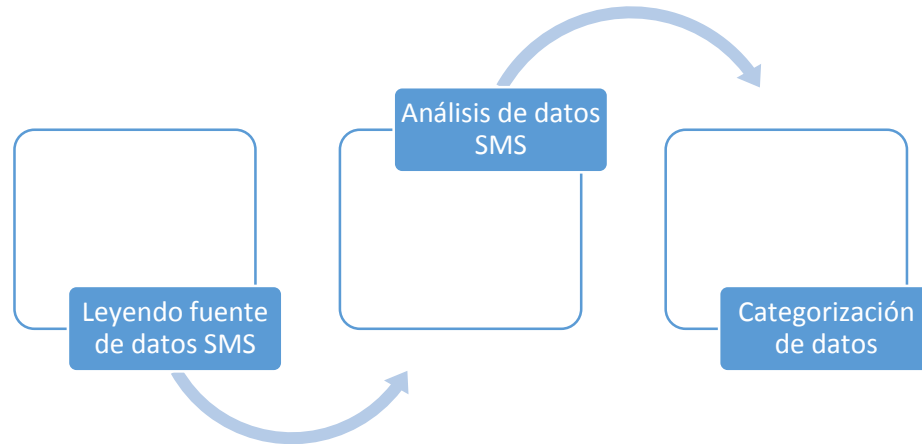 Leyendo fuente
de datos SMS
Análisis de datos
SMS
Categorización
de datos